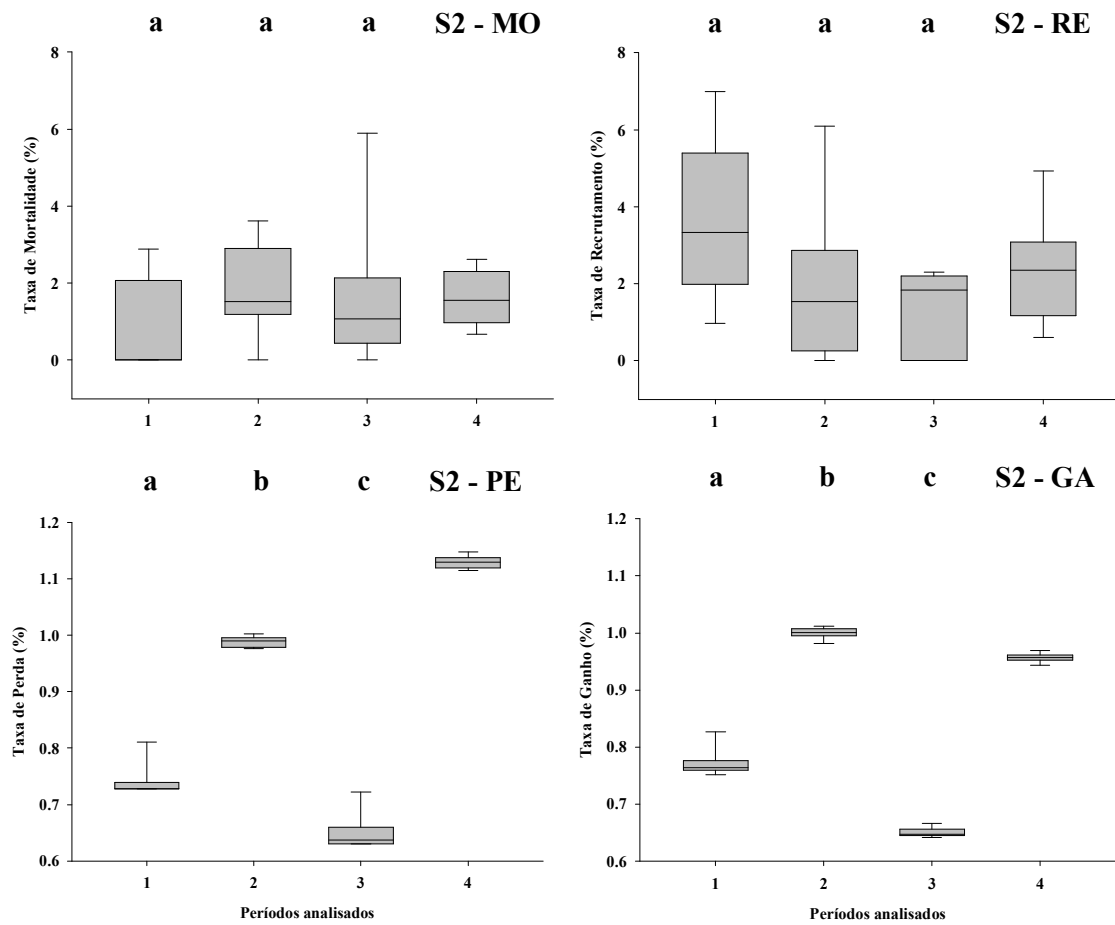 a a a S2 - MO
8
6
4
2
0
Taxa de Mortalidade (%)
1 2 3 4
a a a S2 - RE
8
6
4
2
0
Taxa de Recrutamento (%)
1 2 3 4
a b c S2 - PE
1.2
1.1
1.0
0.9
0.8
0.7
0.6
Taxa de Perda (%)
1 2 3 4
Períodos analisados
a b c S2 - GA
1.2
1.1
1.0
0.9
0.8
0.7
0.6
Taxa de Ganho (%)
1 2 3 4
Períodos analisados